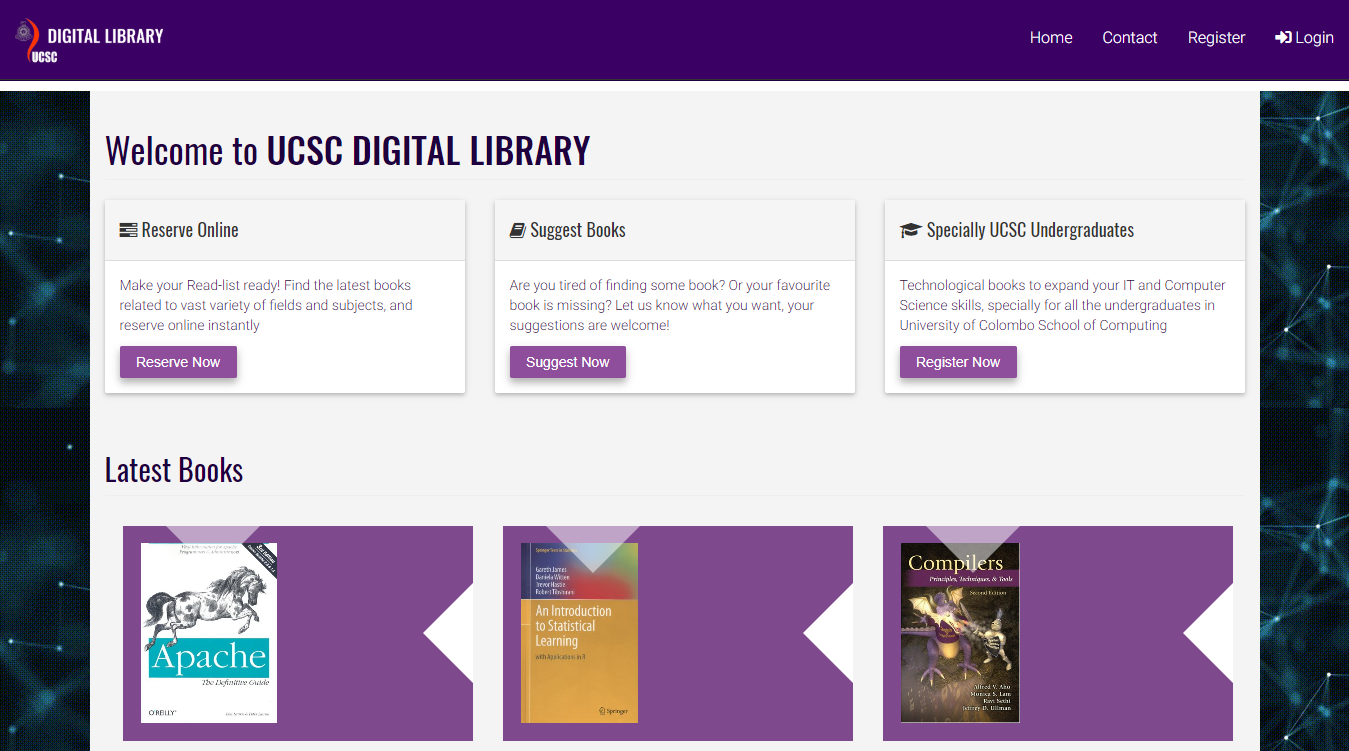 DIGITAL LIBRARY
UCSC
Home
Contact
Register
Login
Welcome to UCSC DIGITAL LIBRARY
Reserve Online
Make your Read-list ready! Find the latest books
related to vast variety of fields and subjects, and
reserve online instantly
Reserve Now
Suggest Books
Are you tired of finding some book? Or your favourite
book is missing? Let us know what you want, your
suggestions are welcome!
Suggest Now
Specially UCSC Undergraduates
Technological books to expand your IT and Computer
Science skills, specially for all the undergraduates in
University of Colombo School of Computing
Register Now
Latest Books
Apache
The Definitive Guide
O'REILLY
Gareth James
Daniela Witten
Trevor Hastie
Robert Tibshirani
An Introduction
to Statistical
Learning
with Applications in R
Springer
Compilers
Principles, Techniques, & Tools
Second Edition
Alfred V. Aho
Monica S. Lam
Ravi Sethi
Jeffrey D. Ullman